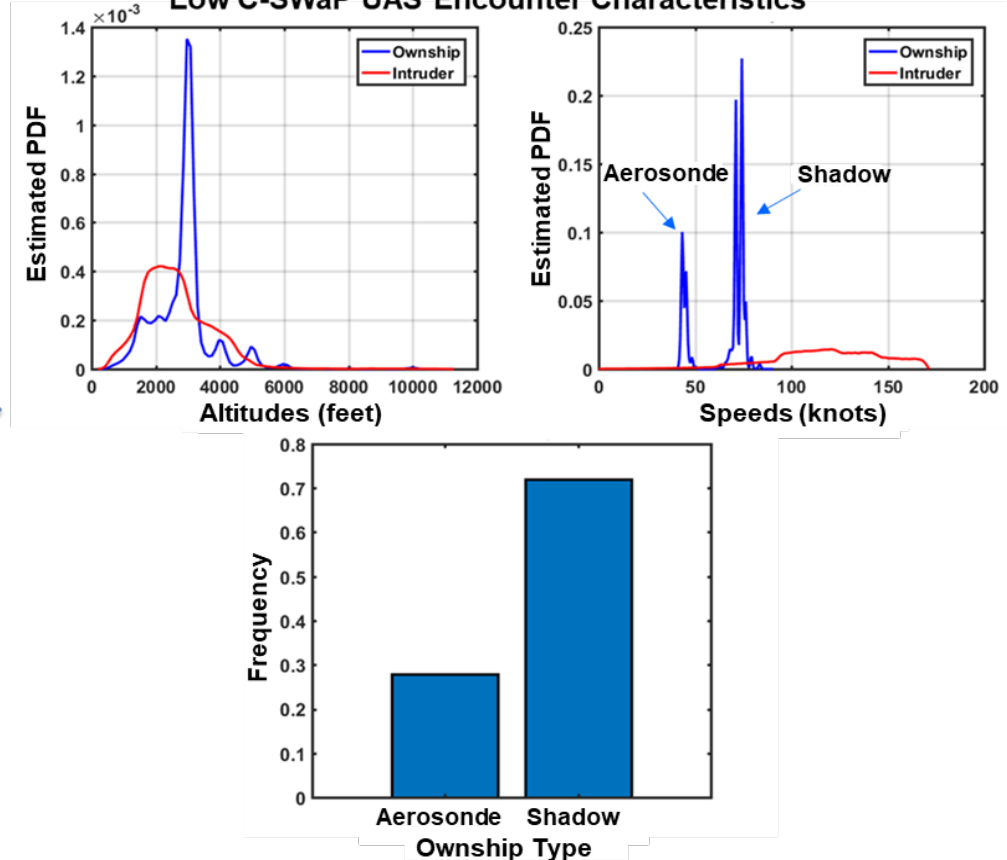 Low C-SWaP UAS Encounter Characteristics
×10⁻³
1.4
1.2
1
0.8
0.6
0.4
0.2
0
Estimated PDF
Ownship
Intruder
0 2000 4000 6000 8000 10000 12000
Altitudes (feet)
0.25
0.2
0.15
0.1
0.05
0
Estimated PDF
Ownship
Intruder
Aerosonde
Shadow
0 50 100 150 200
Speeds (knots)
0.8
0.7
0.6
0.5
0.4
0.3
0.2
0.1
0
Frequency
Aerosonde Shadow
Ownship Type